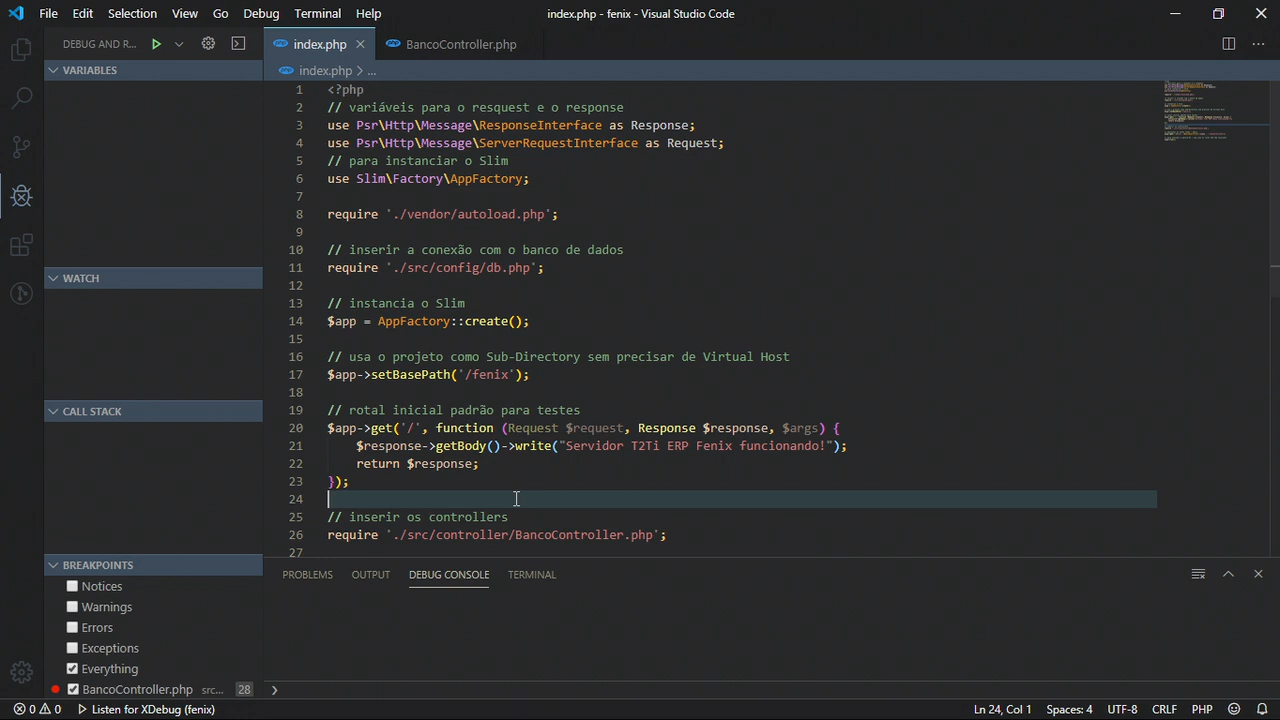 File Edit Selection View Go Debug Terminal Help
index.php - fenix - Visual Studio Code
DEBUG AND R...
index.php
BancoController.php
VARIABLES
index.php > ...
1 <?php
2 // variáveis para o resquest e o response
3 use Psr\Http\Message\ResponseInterface as Response;
4 use Psr\Http\Message\ServerRequestInterface as Request;
5 // para instanciar o Slim
6 use Slim\Factory\AppFactory;
7
8 require './vendor/autoload.php';
9
10 // inserir a conexão com o banco de dados
11 require './src/config/db.php';
12
13 // instancia o Slim
14 $app = AppFactory::create();
15
16 // usa o projeto como Sub-Directory sem precisar de Virtual Host
17 $app->setBasePath('/fenix');
18
19 // rotal inicial padrão para testes
20 $app->get('/', function (Request $request, Response $response, $args) {
21 $response->getBody()->write("Servidor T2Ti ERP Fenix funcionando!");
22 return $response;
23 });
24
25 // inserir os controllers
26 require './src/controller/BancoController.php';
27
WATCH
CALL STACK
BREAKPOINTS
Notices
Warnings
Errors
Exceptions
Everything
BancoController.php src... 28
PROBLEMS OUTPUT DEBUG CONSOLE TERMINAL
0 0 Listen for XDebug (fenix)
Ln 24, Col 1 Spaces: 4 UTF-8 CRLF PHP